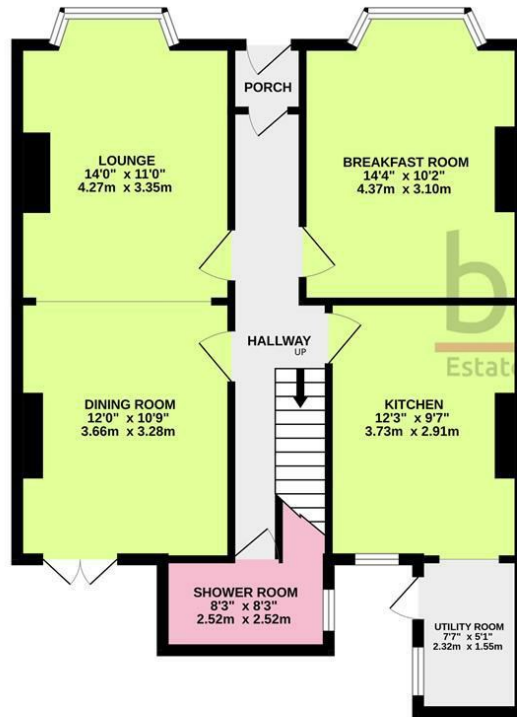 PORCH
LOUNGE
14'0" x 11'0"
4.27m x 3.35m
BREAKFAST ROOM
14'4" x 10'2"
4.37m x 3.10m
HALLWAY
UP
DINING ROOM
12'0" x 10'9"
3.66m x 3.28m
KITCHEN
12'3" x 9'7"
3.73m x 2.91m
SHOWER ROOM
8'3" x 8'3"
2.52m x 2.52m
UTILITY ROOM
7'7" x 5'1"
2.32m x 1.55m
b
Estate